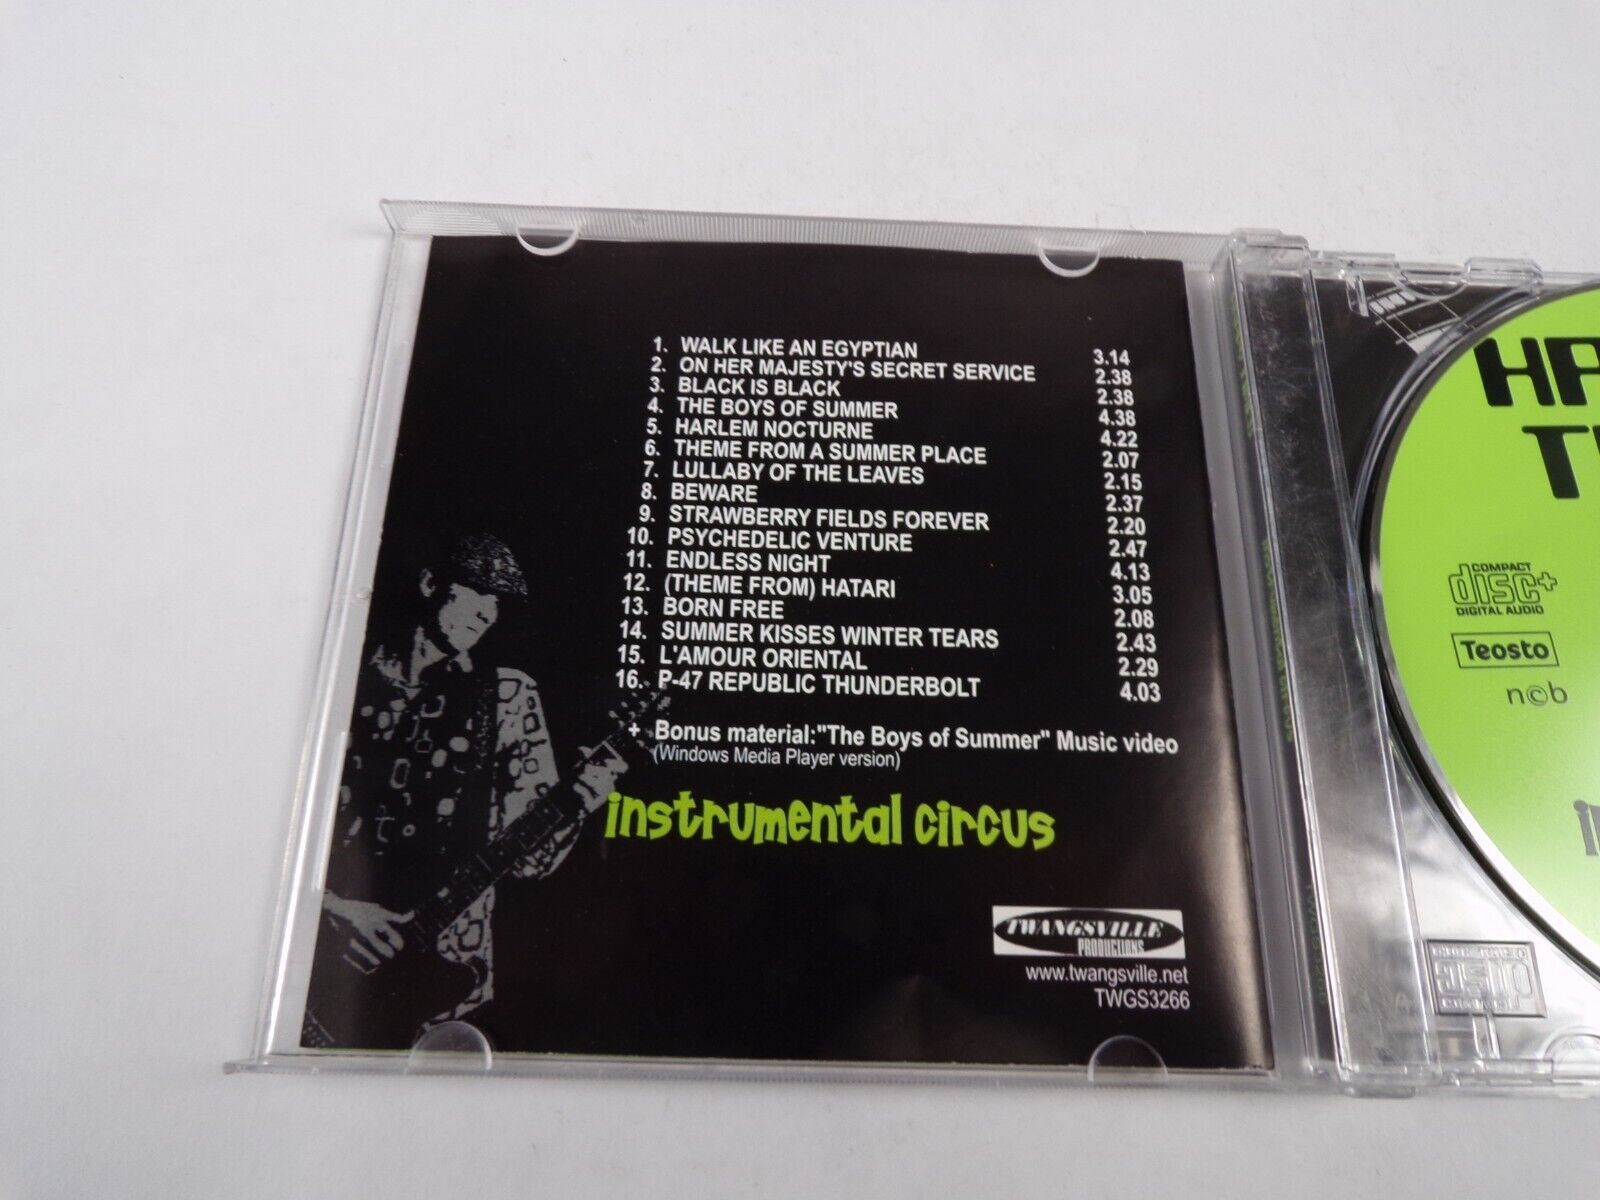 1. WALK LIKE AN EGYPTIAN 3.14
2. ON HER MAJESTY'S SECRET SERVICE 2.38
3. BLACK IS BLACK 2.38
4. THE BOYS OF SUMMER 4.38
5. HARLEM NOCTURNE 4.22
6. THEME FROM A SUMMER PLACE 2.07
7. LULLABY OF THE LEAVES 2.15
8. BEWARE 2.37
9. STRAWBERRY FIELDS FOREVER 2.20
10. PSYCHEDELIC VENTURE 2.47
11. ENDLESS NIGHT 4.13
12. (THEME FROM) HATARI 3.05
13. BORN FREE 2.08
14. SUMMER KISSES WINTER TEARS 2.43
15. L'AMOUR ORIENTAL 2.29
16. P-47 REPUBLIC THUNDERBOLT 4.03
+ Bonus material:"The Boys of Summer" Music video
(Windows Media Player version)
instrumental circus
TWANGSVILLE
PRODUCTIONS
www.twangsville.net
TWGS3266
COMPACT
disc+
DIGITAL AUDIO
Teosto
n©b